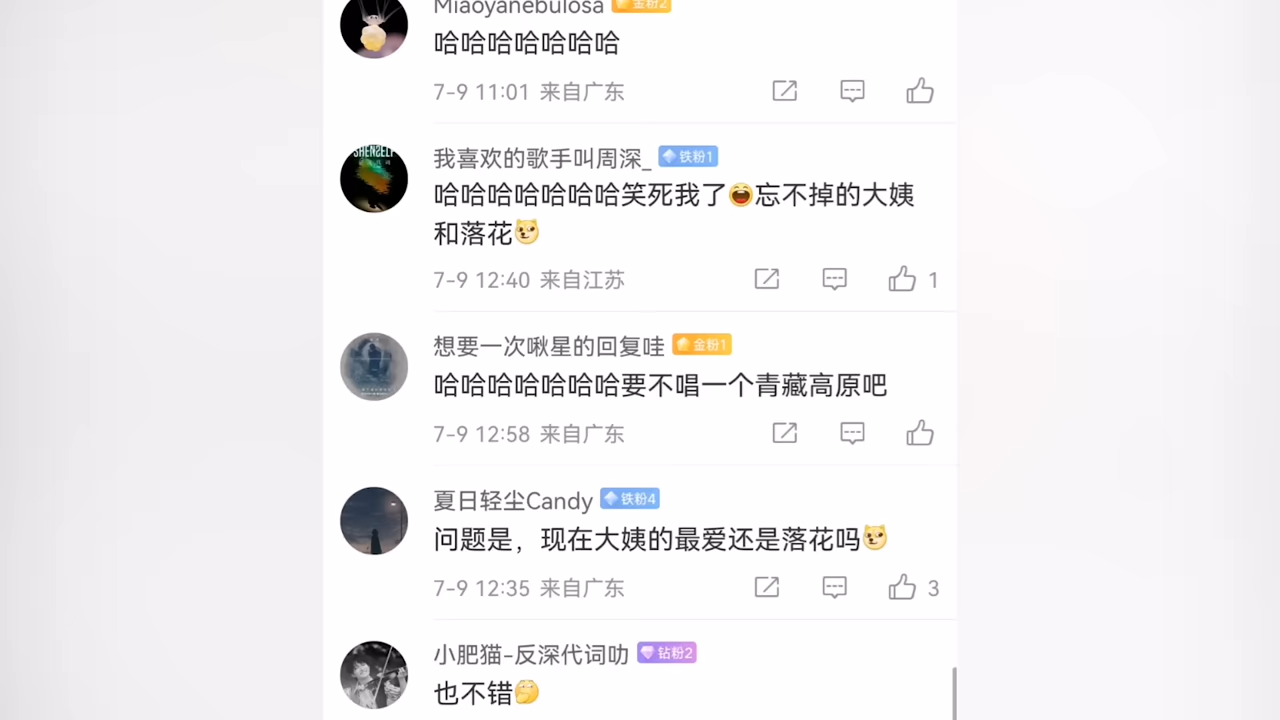 Miaoyanebulosa 金粉2
哈哈哈哈哈哈哈
7-9 11:01 来自广东
SHENSELF
我喜欢的歌手叫周深_ 铁粉1
哈哈哈哈哈哈哈笑死我了😆忘不掉的大姨
和落花
7-9 12:40 来自江苏
1
想要一次啾星的回复哇 金粉1
哈哈哈哈哈哈哈要不唱一个青藏高原吧
7-9 12:58 来自广东
夏日轻尘Candy 铁粉4
问题是，现在大姨的最爱还是落花吗
7-9 12:35 来自广东
3
小肥猫-反深代词叻 钻粉2
也不错